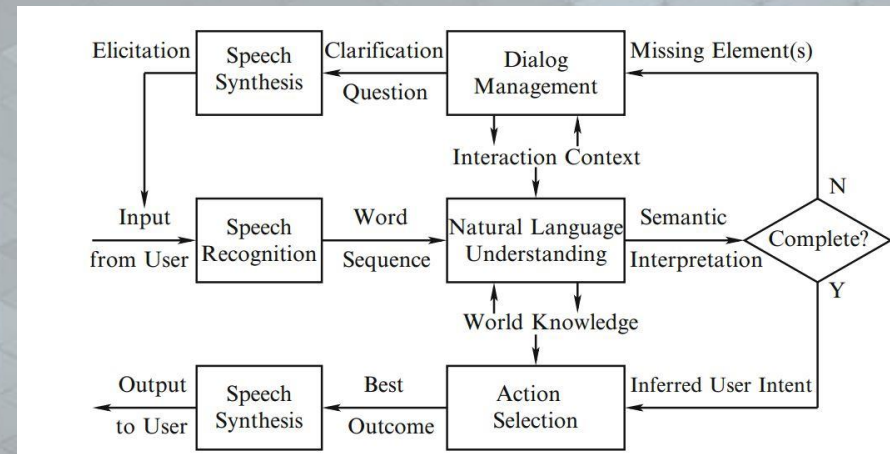 Elicitation
Speech
Synthesis
Clarification
Question
Dialog
Management
Missing Element(s)
Interaction Context
N
Input
from User
Speech
Recognition
Word
Sequence
Natural Language
Understanding
Semantic
Interpretation
Complete?
Y
World Knowledge
Output
to User
Speech
Synthesis
Best
Outcome
Action
Selection
Inferred User Intent